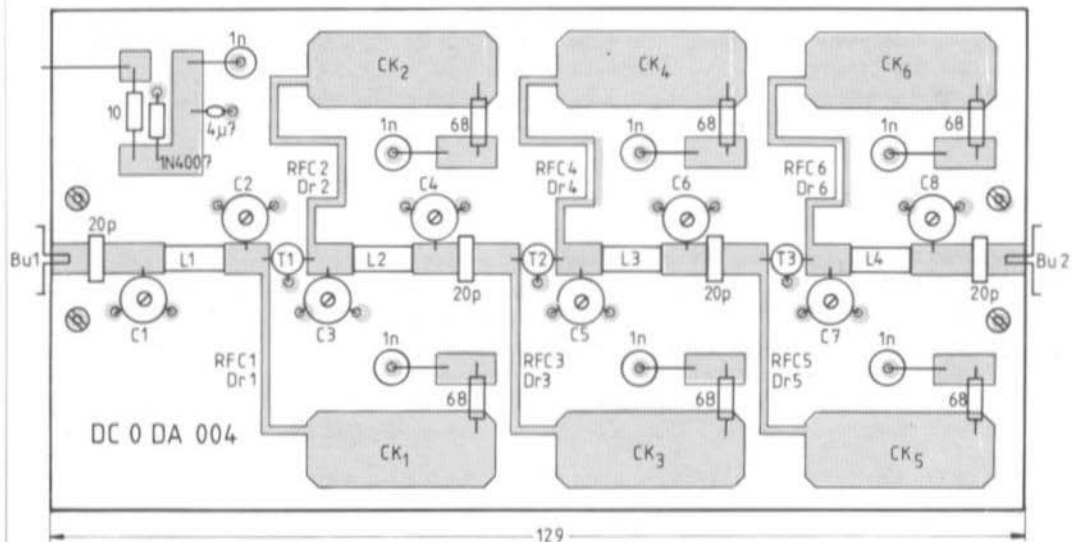 1n
CK₂
CK₄
CK₆
10
4µ7
1N4007
1n
68
1n
68
1n
68
RFC2
Dr2
RFC4
Dr4
RFC6
Dr6
C2
C4
C6
C8
20p
Bu1
L1
T1
L2
T2
L3
T3
L4
Bu2
20p
20p
20p
C1
C3
C5
C7
RFC1
Dr1
1n
RFC3
Dr3
1n
RFC5
Dr5
1n
68
68
68
DC 0 DA 004
CK₁
CK₃
CK₅
129